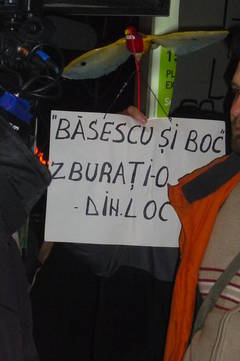 "BĂSESCU ȘI BOC"
ZBURAȚI-O
- DIN.LOC